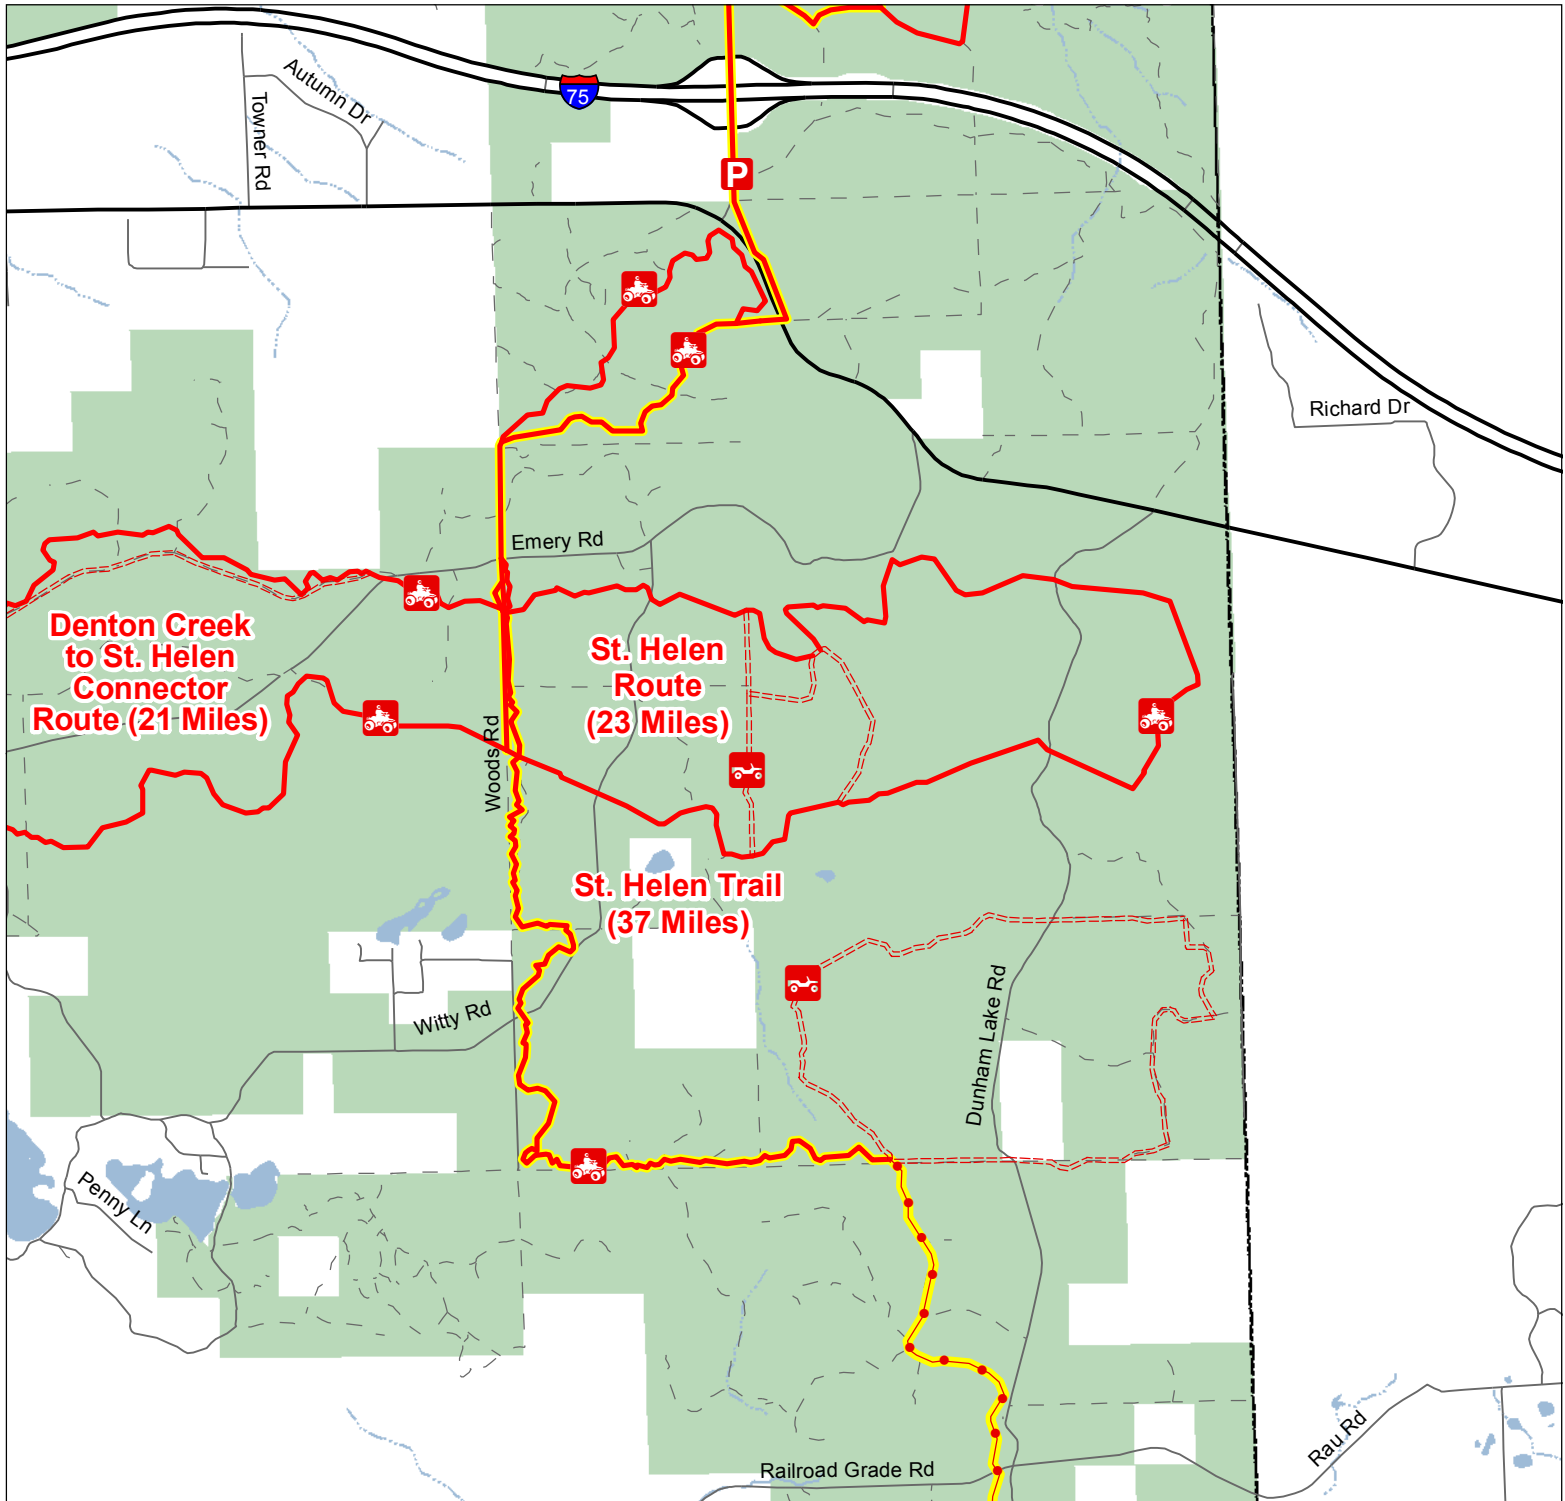 75
Autumn Dr
Towner Rd
P
Richard Dr
Emery Rd
Denton Creek
to St. Helen
Connector
Route (21 Miles)
St. Helen
Route
(23 Miles)
Woods Rd
St. Helen Trail
(37 Miles)
Witty Rd
Dunham Lake Rd
Penny Ln
Rau Rd
Railroad Grade Rd